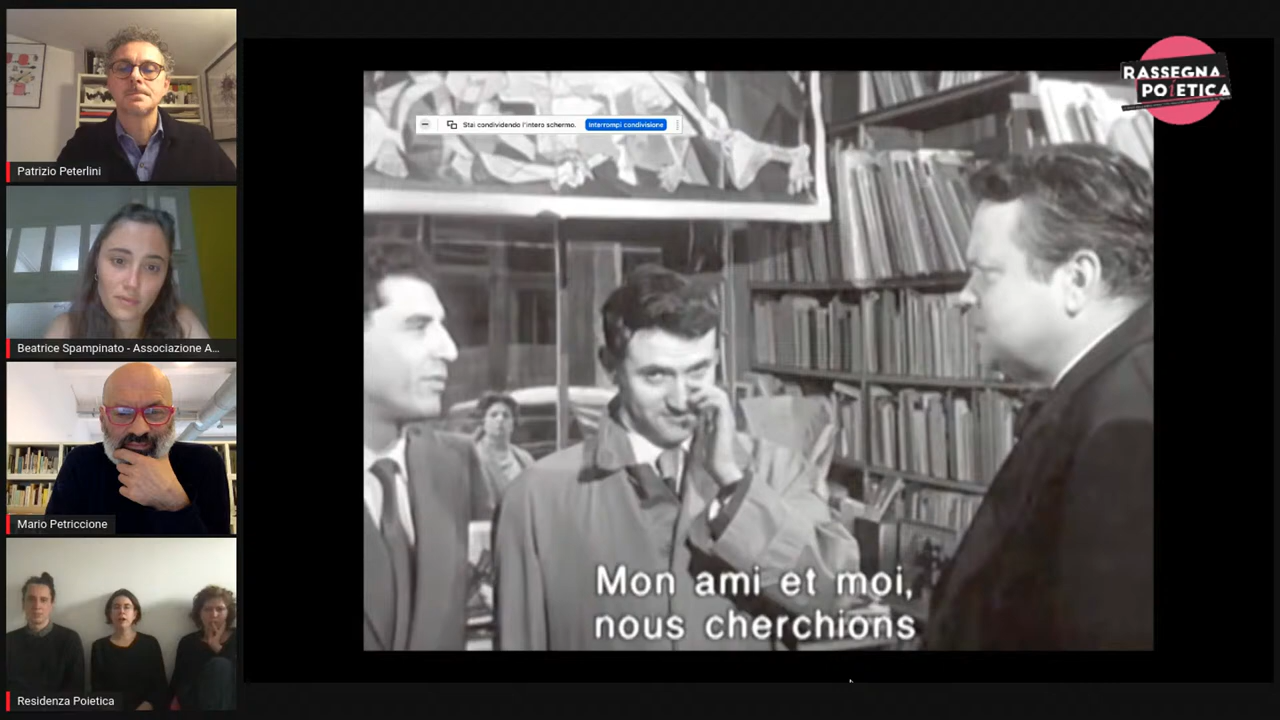 Patrizio Peterlini
Beatrice Spampinato - Associazione A...
Mario Petriccione
Residenza Poietica
Stai condividendo l'intero schermo. Interrompi condivisione
RASSEGNA
POIETICA
Mon ami et moi,
nous cherchions